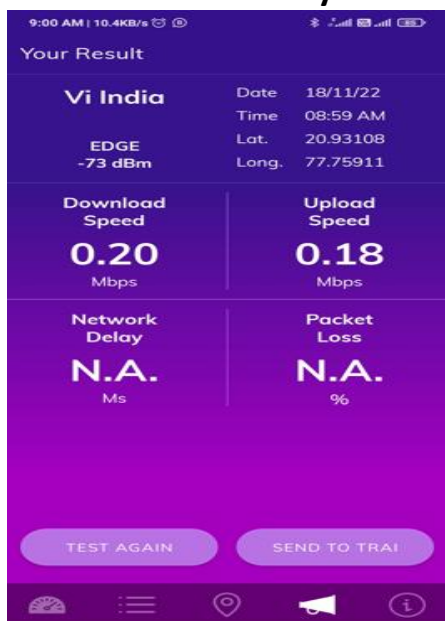 9:00 AM | 10.4KB/s
Your Result
Vi India
EDGE
-73 dBm
Date 18/11/22
Time 08:59 AM
Lat. 20.93108
Long. 77.75911
Download
Speed
0.20
Mbps
Upload
Speed
0.18
Mbps
Network
Delay
N.A.
Ms
Packet
Loss
N.A.
%
TEST AGAIN
SEND TO TRAI